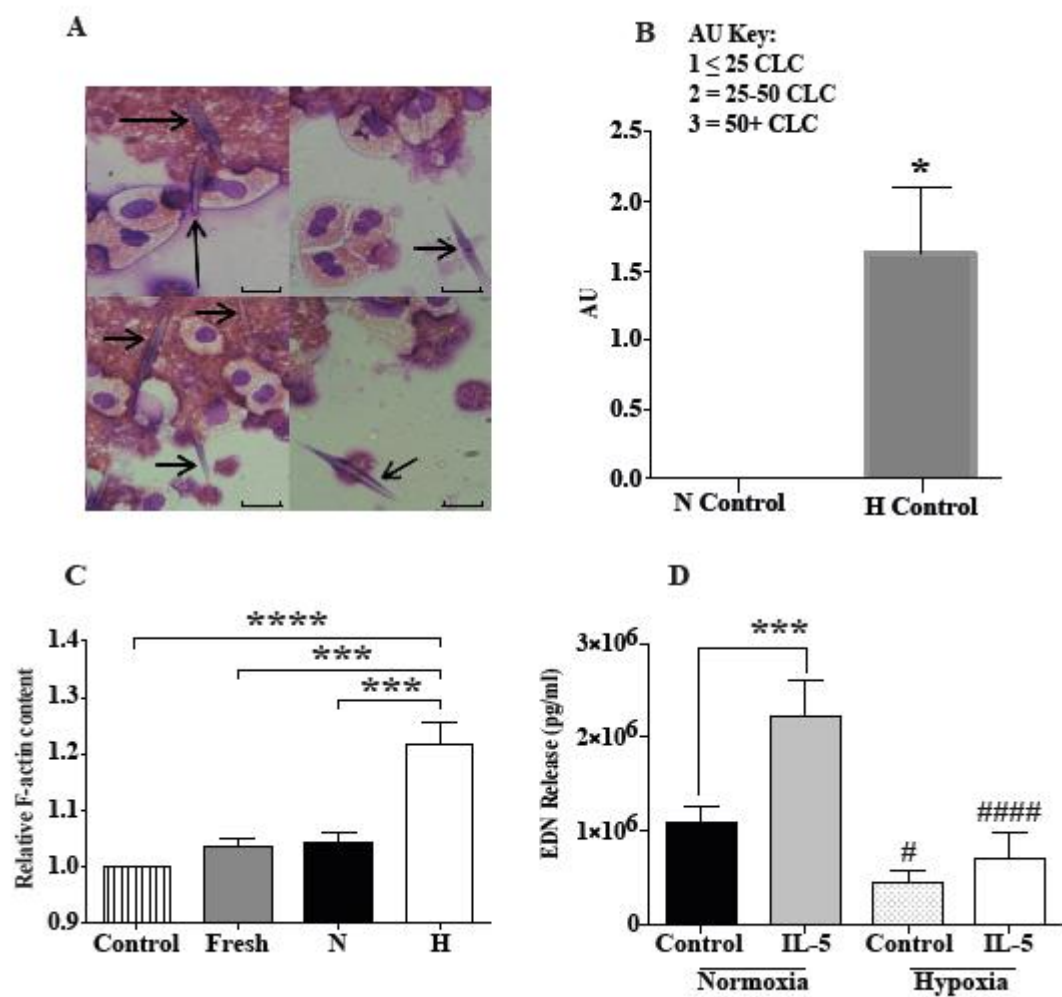 A
B
AU Key:
1 ≤ 25 CLC
2 = 25-50 CLC
3 = 50+ CLC
2.5
2.0
1.5
1.0
0.5
0.0
AU
*
N Control
H Control
C
1.4
1.3
1.2
1.1
1.0
0.9
Relative F-actin content
****
***
***
Control
Fresh
N
H
D
3×10⁶
2×10⁶
1×10⁶
0
EDN Release (pg/ml)
***
#
####
Control
IL-5
Control
IL-5
Normoxia
Hypoxia